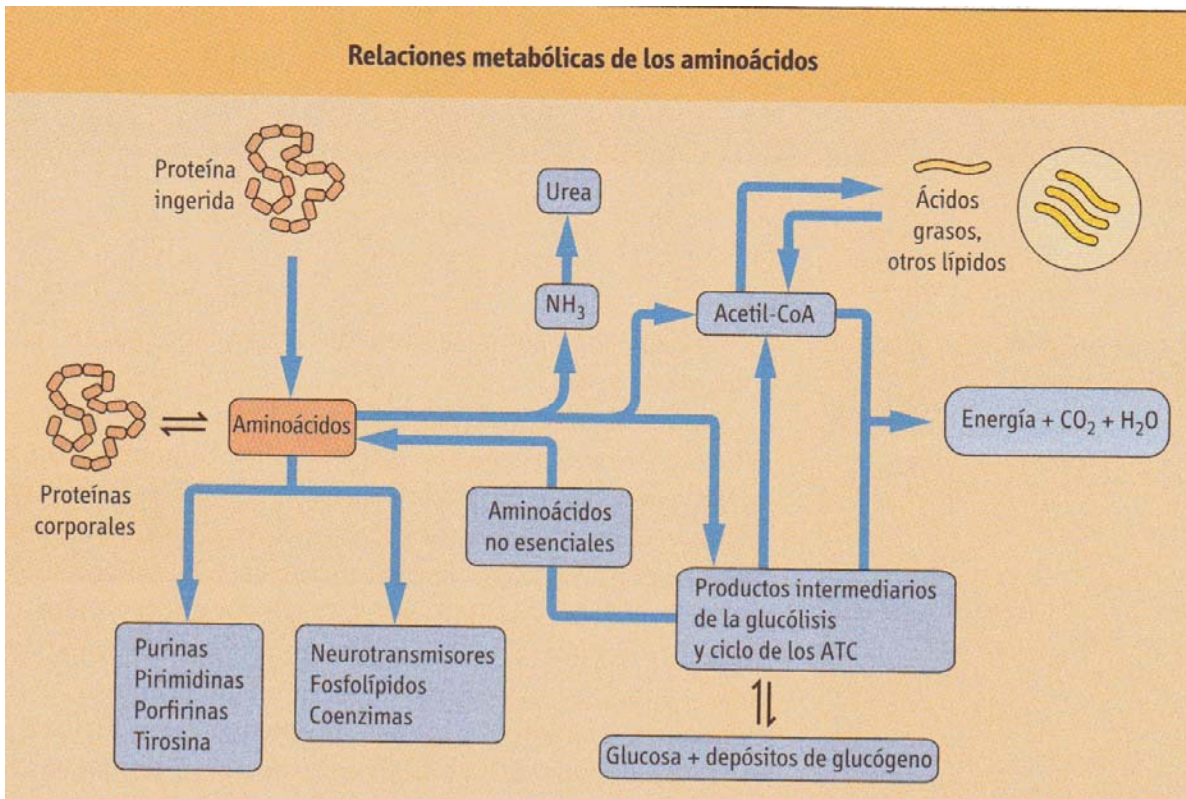 Relaciones metabólicas de los aminoácidos
Proteína
ingerida
Urea
Ácidos
grasos,
otros lípidos
NH₃
Acetil-CoA
Aminoácidos
Energía + CO₂ + H₂O
Proteínas
corporales
Aminoácidos
no esenciales
Productos intermediarios
de la glucólisis
y ciclo de los ATC
Purinas
Pirimidinas
Porfirinas
Tirosina
Neurotransmisores
Fosfolípidos
Coenzimas
Glucosa + depósitos de glucógeno